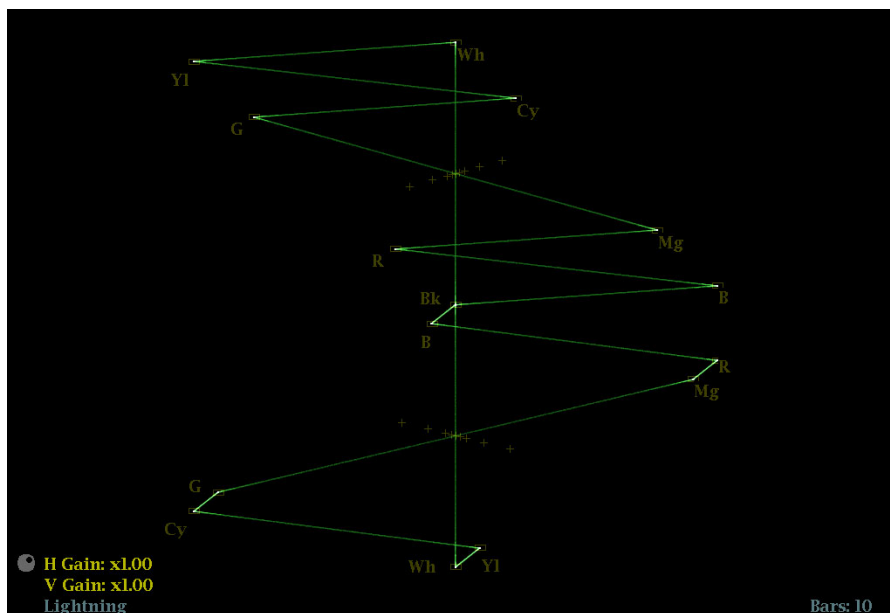 Wh
Yl
Cy
G
Mg
R
B
Bk
B
R
Mg
G
Cy
Wh Yl
H Gain: x1.00
V Gain: x1.00
Lightning Bars: 10